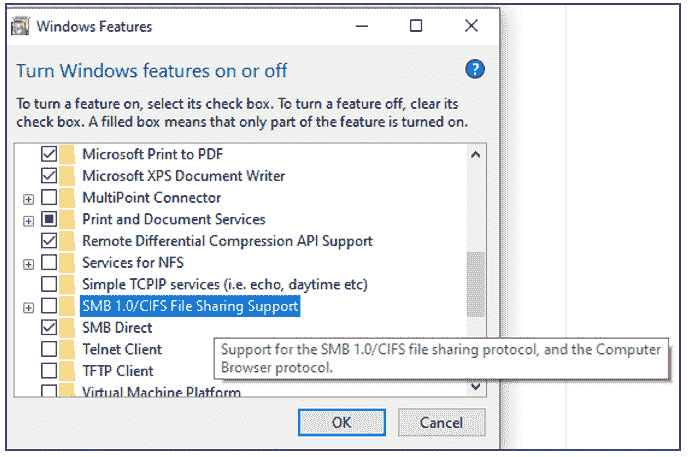 Windows Features
Turn Windows features on or off
?
To turn a feature on, select its check box. To turn a feature off, clear its
check box. A filled box means that only part of the feature is turned on.
Microsoft Print to PDF
Microsoft XPS Document Writer
MultiPoint Connector
Print and Document Services
Remote Differential Compression API Support
Services for NFS
Simple TCPIP services (i.e. echo, daytime etc)
SMB 1.0/CIFS File Sharing Support
SMB Direct
Telnet Client
Support for the SMB 1.0/CIFS file sharing protocol, and the Computer
Browser protocol.
TFTP Client
Virtual Machine Platform
OK
Cancel